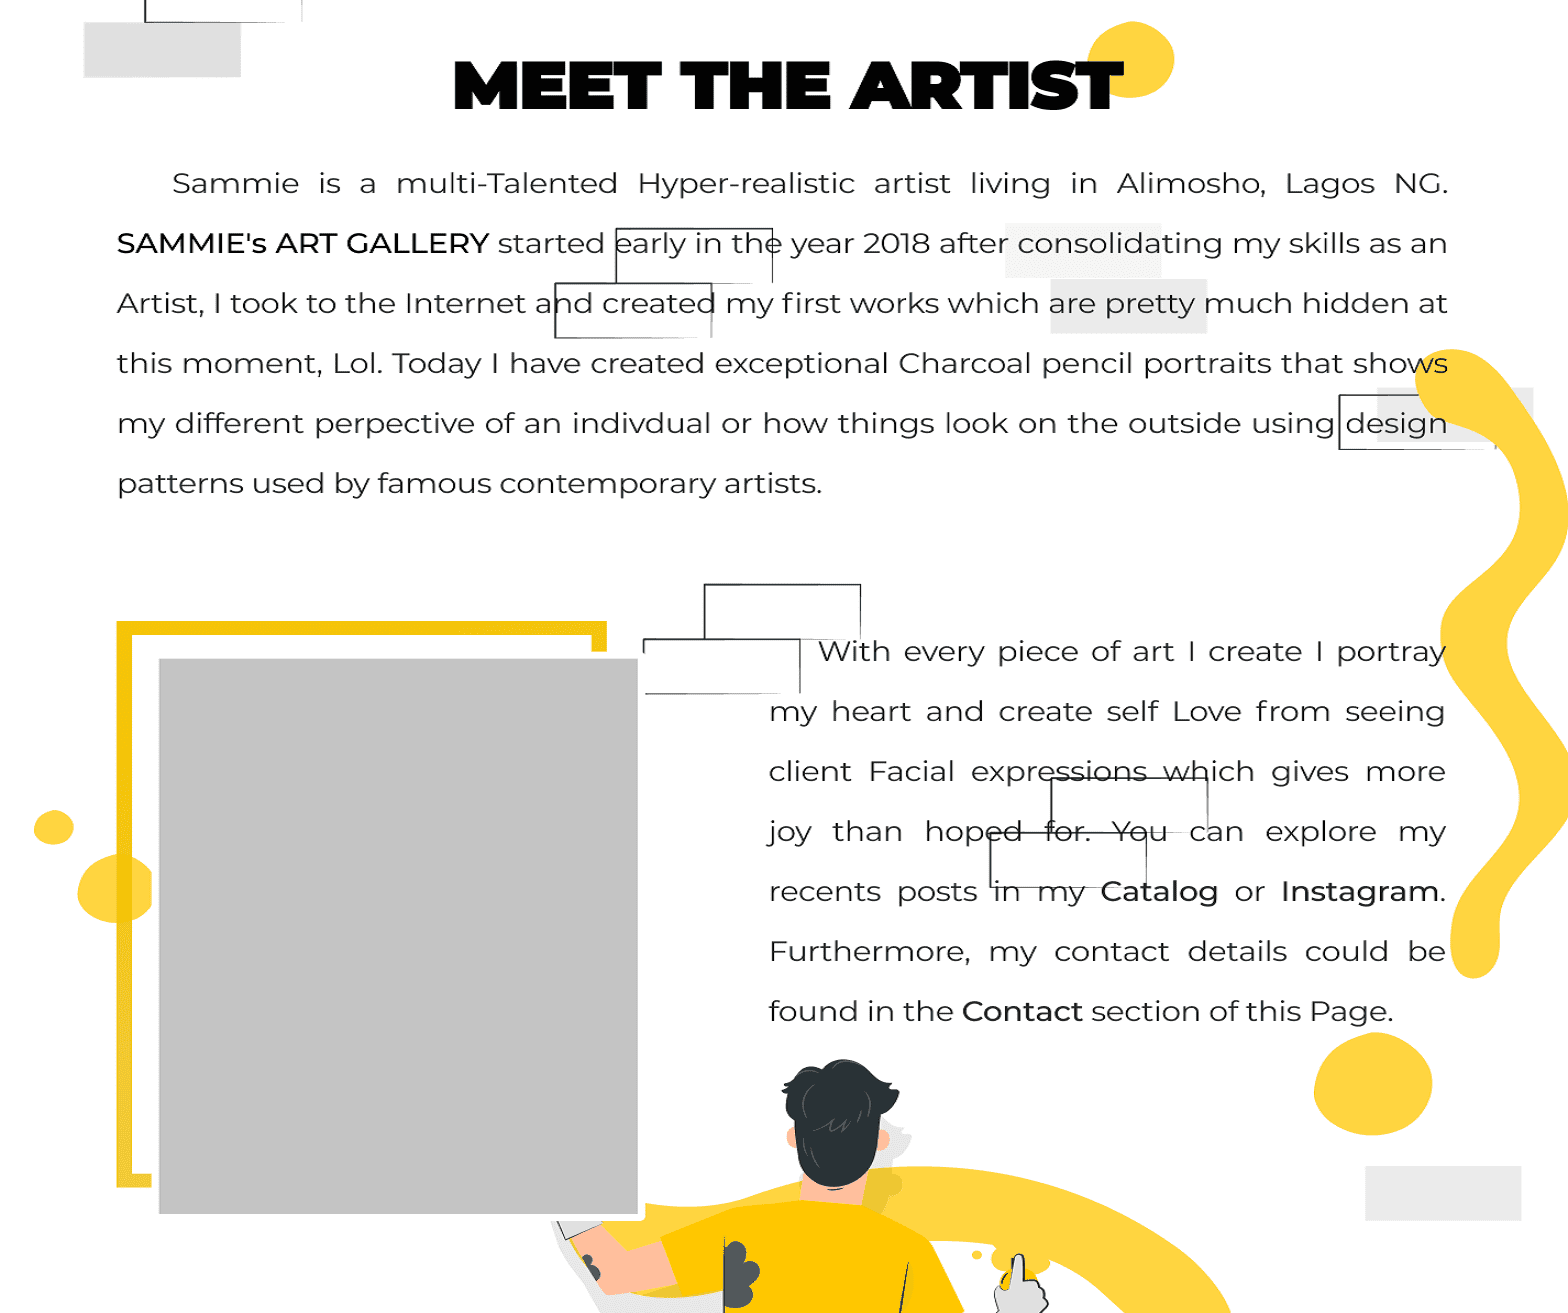 MEET THE ARTIST
Sammie is a multi-Talented Hyper-realistic artist living in Alimosho, Lagos NG.
SAMMIE's ART GALLERY started early in the year 2018 after consolidating my skills as an
Artist, I took to the Internet and created my first works which are pretty much hidden at
this moment, Lol. Today I have created exceptional Charcoal pencil portraits that shows
my different perpective of an indivdual or how things look on the outside using design
patterns used by famous contemporary artists.
With every piece of art I create I portray
my heart and create self Love from seeing
client Facial expressions which gives more
joy than hoped for. You can explore my
recents posts in my Catalog or Instagram.
Furthermore, my contact details could be
found in the Contact section of this Page.